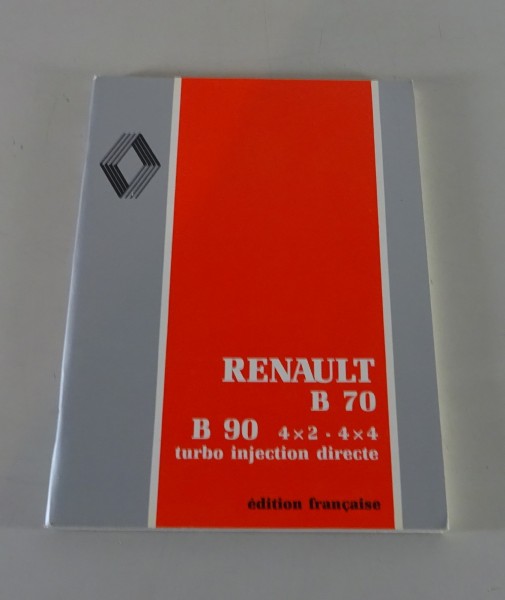 RENAULT
B 70
B 90 4×2 · 4×4
turbo injection directe
édition française